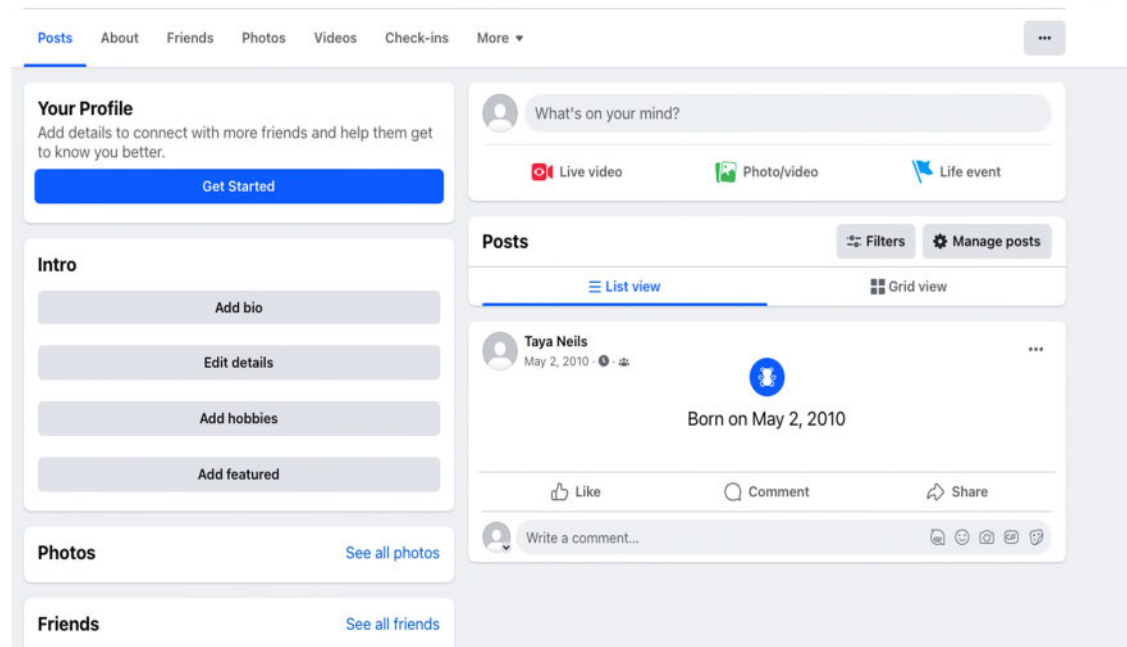 Posts About Friends Photos Videos Check-ins More
Your Profile
Add details to connect with more friends and help them get
to know you better.
Get Started
Intro
Add bio
Edit details
Add hobbies
Add featured
Photos See all photos
Friends See all friends
What's on your mind?
Live video Photo/video Life event
Posts Filters Manage posts
List view Grid view
Taya Neils
May 2, 2010 ·
Born on May 2, 2010
Like Comment Share
Write a comment...
GIF